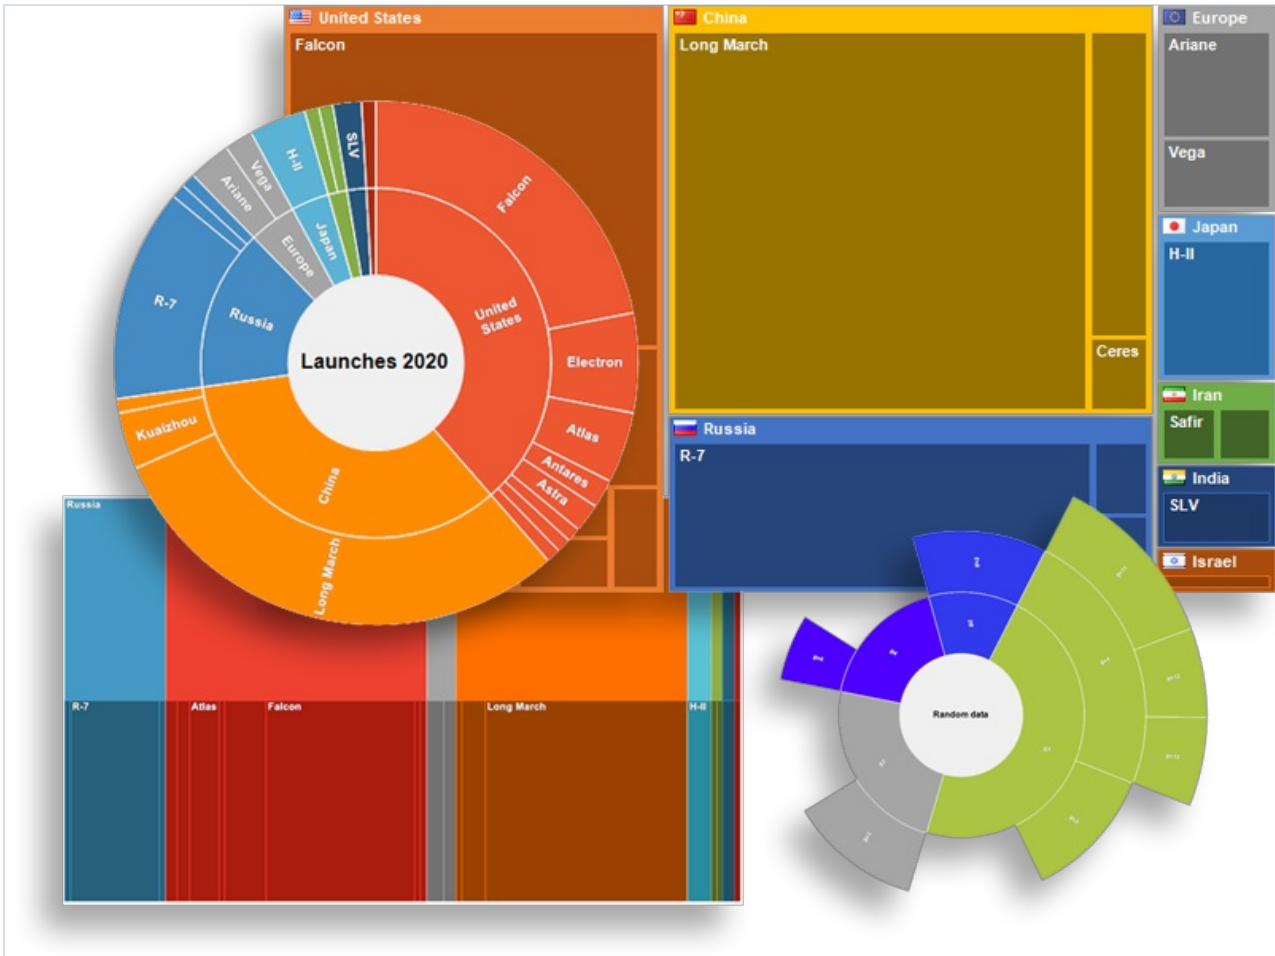 United States
Falcon
China
Long March
Ceres
Europe
Ariane
Vega
Japan
H-II
Iran
Safir
India
SLV
Israel
Russia
R-7
Launches 2020
United
States
Falcon
Electron
Atlas
Antares
Astra
China
Long March
Kuaizhou
Russia
R-7
Europe
Ariane
Vega
Japan
H-II
SLV
Russia
R-7
Atlas
Falcon
Long March
H-II
Random data